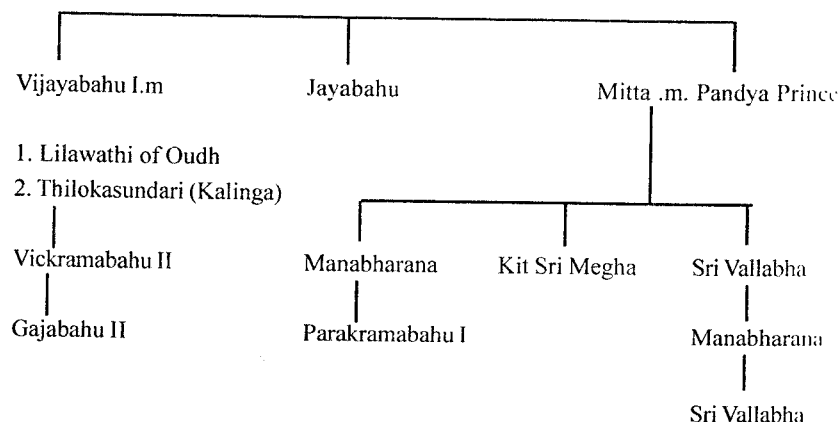 Vijayabahu I.m Jayabahu Mitta .m. Pandya Prince
1. Lilawathi of Oudh
2. Thilokasundari (Kalinga)
Vickramabahu II Manabharana Kit Sri Megha Sri Vallabha
Gajabahu II Parakramabahu I Manabharana
Sri Vallabha